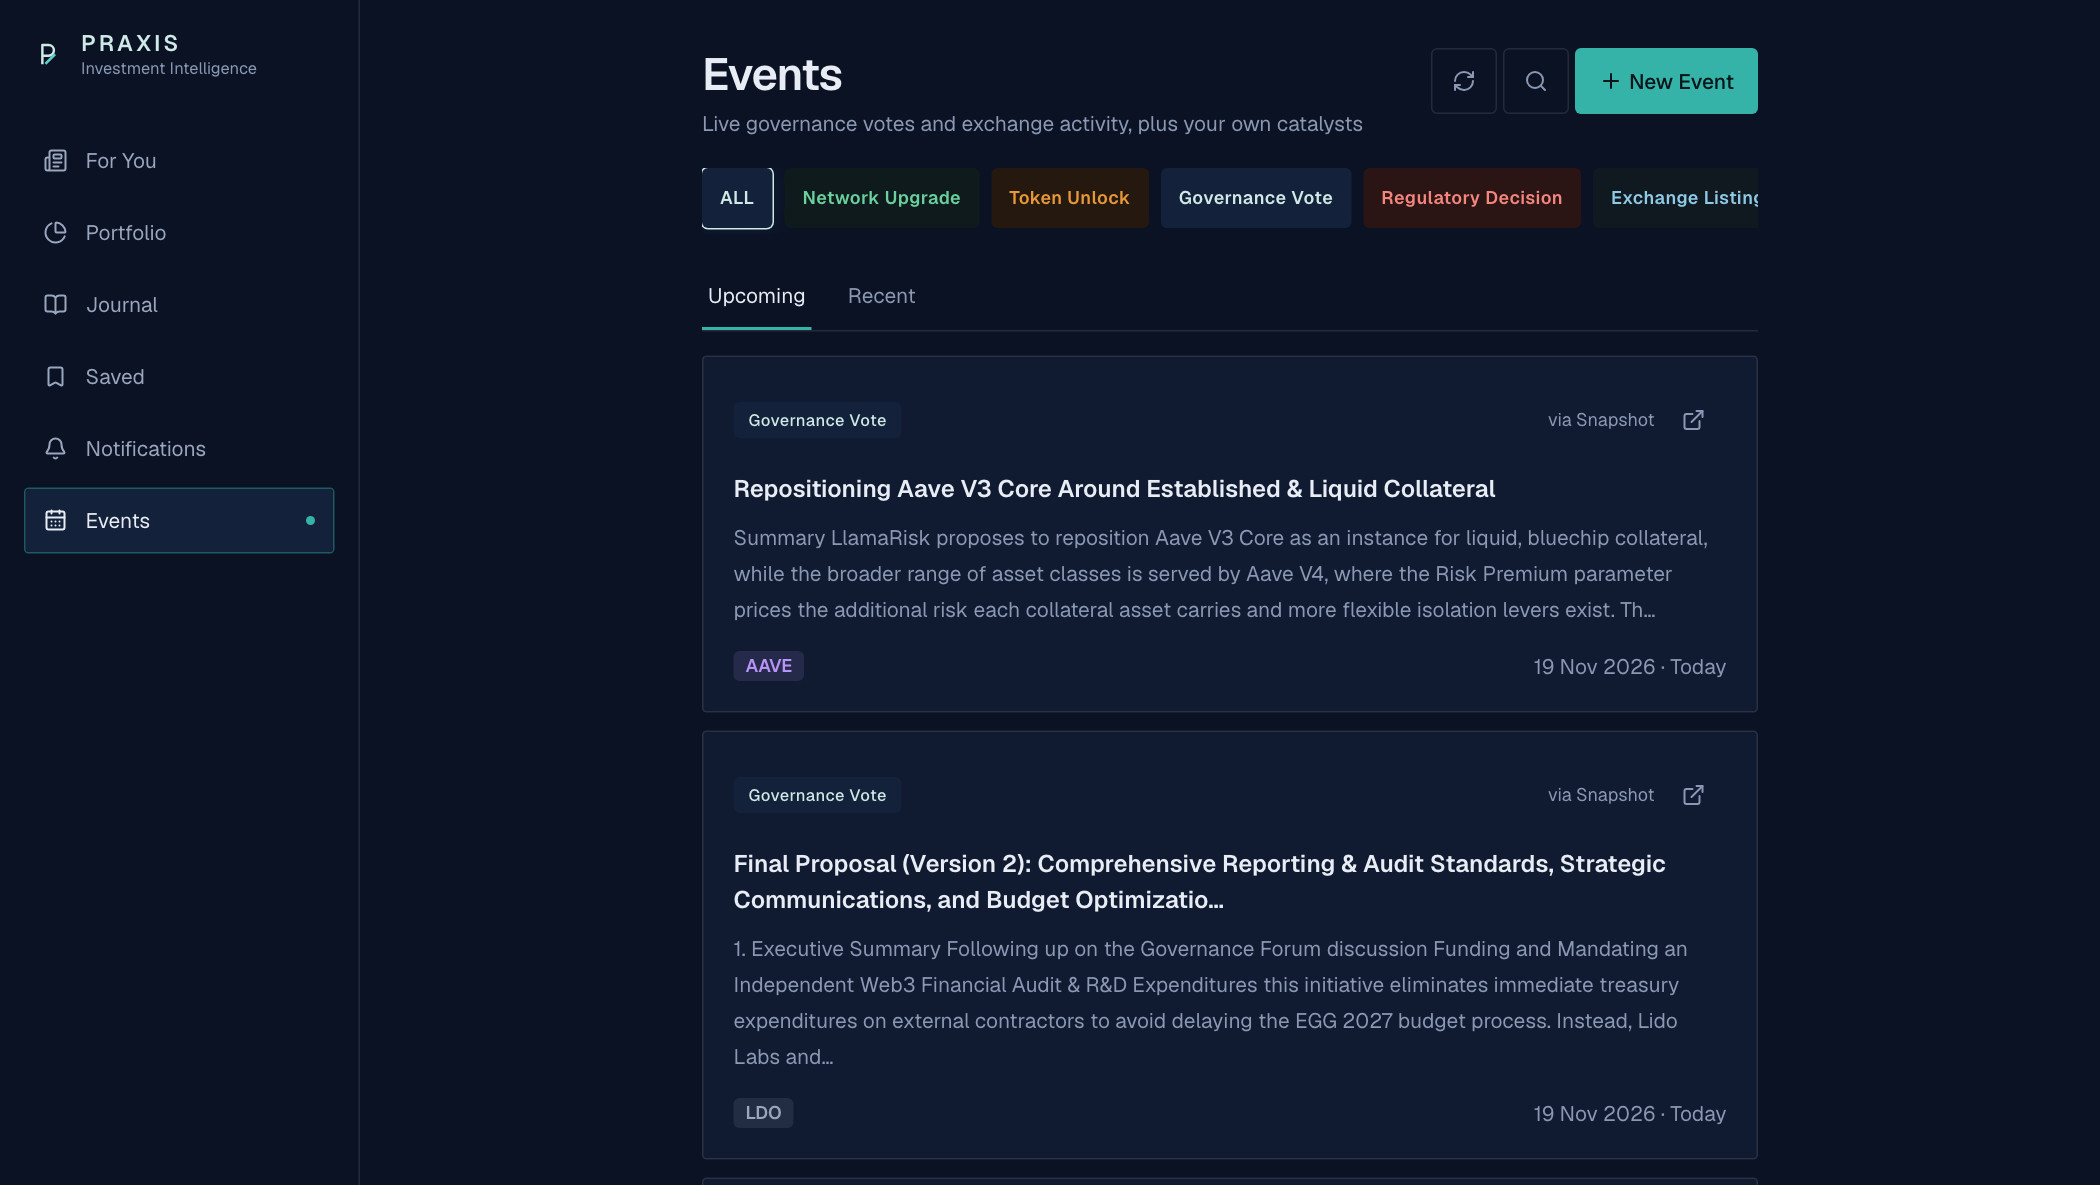 PRAXIS
Investment Intelligence
For You
Portfolio
Journal
Saved
Notifications
Events
Events
Live governance votes and exchange activity, plus your own catalysts
New Event
ALL
Network Upgrade
Token Unlock
Governance Vote
Regulatory Decision
Exchange Listing
Upcoming
Recent
Governance Vote
via Snapshot
Repositioning Aave V3 Core Around Established & Liquid Collateral
Summary LlamaRisk proposes to reposition Aave V3 Core as an instance for liquid, bluechip collateral,
while the broader range of asset classes is served by Aave V4, where the Risk Premium parameter
prices the additional risk each collateral asset carries and more flexible isolation levers exist. Th...
AAVE
19 Nov 2026 · Today
Governance Vote
via Snapshot
Final Proposal (Version 2): Comprehensive Reporting & Audit Standards, Strategic
Communications, and Budget Optimizatio...
1. Executive Summary Following up on the Governance Forum discussion Funding and Mandating an
Independent Web3 Financial Audit & R&D Expenditures this initiative eliminates immediate treasury
expenditures on external contractors to avoid delaying the EGG 2027 budget process. Instead, Lido
Labs and...
LDO
19 Nov 2026 · Today